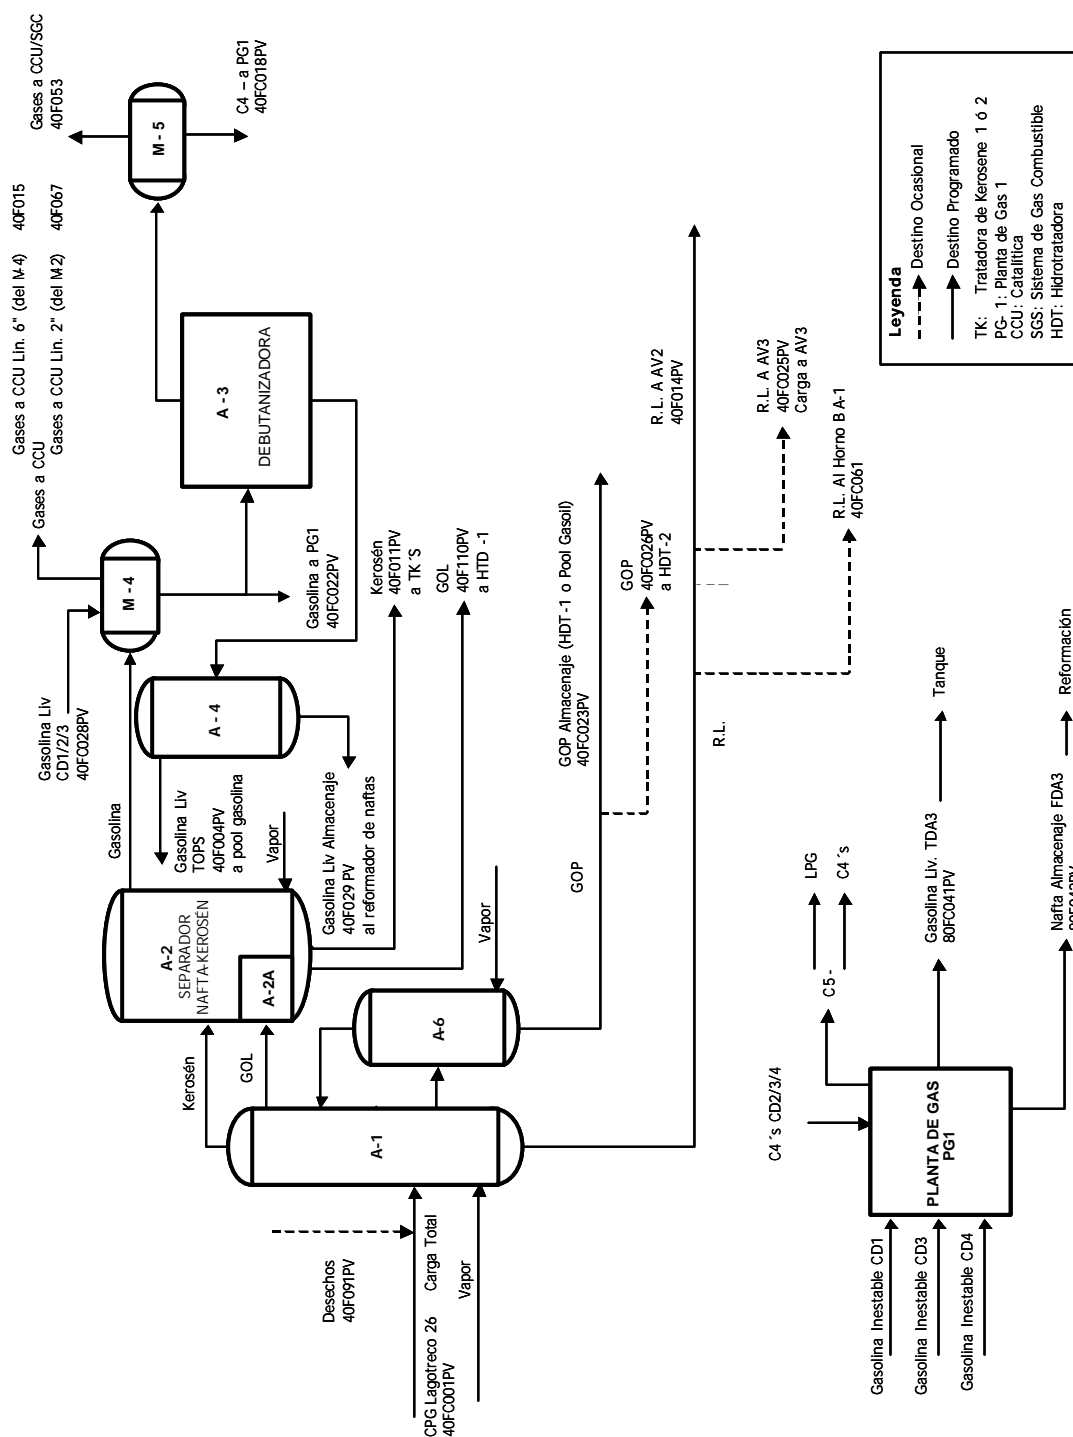 Gases a CCU/SGC
40F053
C4 – a PG1
40FC018PV
M - 5
Gases a CCU Lin. 6" (del M-4) 40F015
Gases a CCU
Gases a CCU Lin. 2" (del M-2) 40F067
A - 3
DEBUTANIZADORA
M - 4
Gasolina Liv
CD1/2/3
40FC028PV
Gasolina a PG1
40FC022PV
Gasolina
A - 4
Gasolina Liv
TOPS
40F004PV
a pool gasolina
Gasolina Liv Almacenaje
40F029 PV
al reformador de naftas
Kerosén
40F011PV
a TK´S
GOL
40F110PV
a HTD -1
Vapor
A-2
SEPARADOR
NAFTA-KEROSÉN
A-2A
Kerosén
GOL
Vapor
A-6
A-1
GOP
GOP Almacenaje (HDT -1 o Pool Gasoil)
40FC023PV
GOP
40FC026PV
a HDT-2
R.L.
R.L. A AV2
40F014PV
R.L. A AV3
40FC025PV
Carga a AV3
R.L. Al Horno B A-1
40FC061
Desechos
40F091PV
CPG Lagotreco 26 Carga Total
40FC001PV
Vapor
Leyenda
Destino Ocasional
Destino Programado
TK: Tratadora de Kerosene 1 ó 2
PG- 1: Planta de Gas 1
CCU: Catalítica
SGS: Sistema de Gas Combustible
HDT: Hidrotratadora
C4´s CD2/3/4
PLANTA DE GAS
PG1
Gasolina Inestable CD1
Gasolina Inestable CD3
Gasolina Inestable CD4
C5 -
LPG
C4´s
Gasolina Liv. TDA3
80FC041PV
Tanque
Nafta Almacenaje FDA3
Reformación